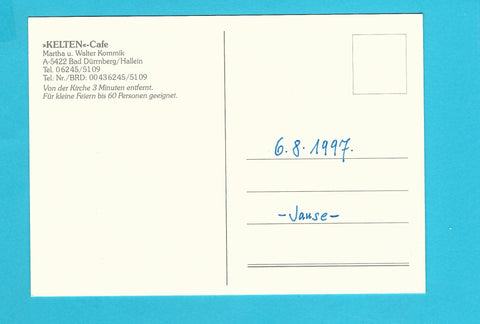 »KELTEN«-Cafe
Martha u. Walter Kommik
A-5422 Bad Dürrnberg/Hallein
Tel. 06245/5109
Tel. Nr./BRD: 00436245/5109
Von der Kirche 3 Minuten entfernt.
Für kleine Feiern bis 60 Personen geeignet.
6.8.1997.
-Jause-